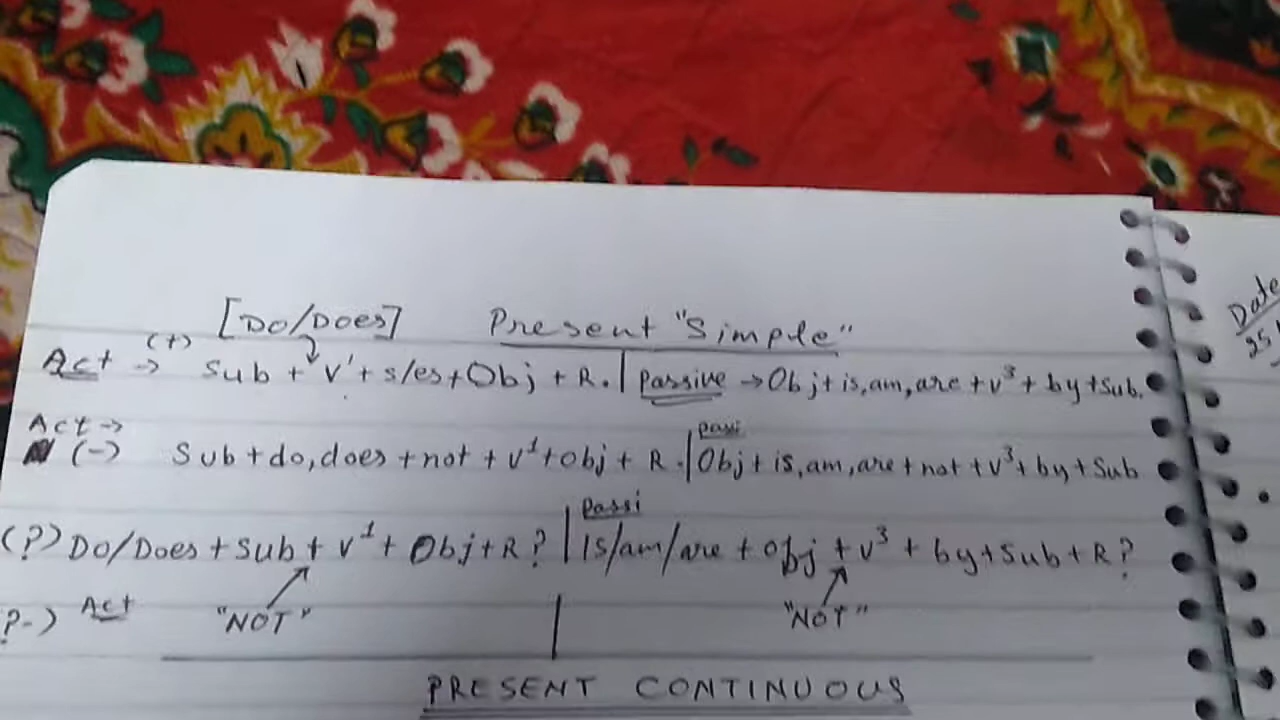 [Do/Does] Present "Simple"
Act → (+) Sub + V¹ + s/es + Obj + R. | Passive → Obj + is, am, are + v³ + by + Sub.
Act →
(-) Sub + do, does + not + v¹ + Obj + R. | Obj + is, am, are + not + v³ + by + Sub
Passi
Passi
(?) Do/Does + Sub + v¹ + Obj + R? | Is/am/are + obj + v³ + by + Sub + R?
?-) Act "NOT" | "NOT"
PRESENT CONTINUOUS
Date
25